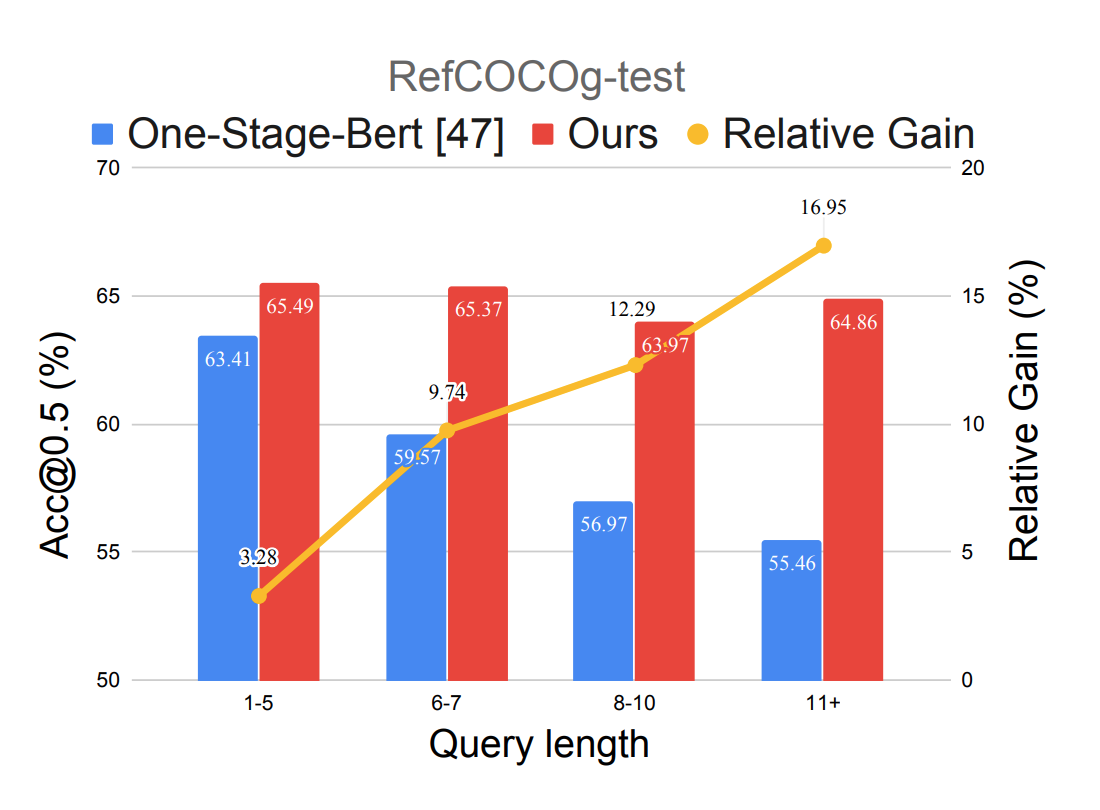 RefCOCOg-test
One-Stage-Bert [47] Ours Relative Gain
70 20
16.95
65 15
65.49 65.37 12.29 64.86
63.41 63.97
9.74
60 10
59.57
56.97
3.28 55.46
55 5
50 0
1-5 6-7 8-10 11+
Query length
Acc@0.5 (%)
Relative Gain (%)